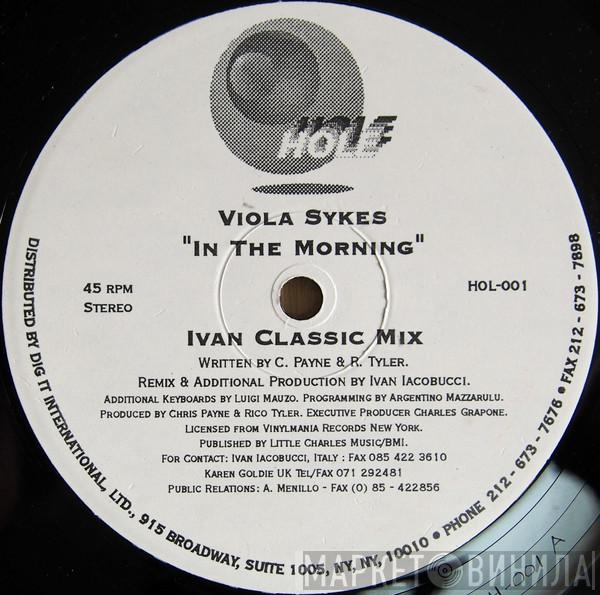 HOLE
VIOLA SYKES
"IN THE MORNING"
45 RPM
STEREO
HOL-001
IVAN CLASSIC MIX
WRITTEN BY C. PAYNE & R. TYLER.
REMIX & ADDITIONAL PRODUCTION BY IVAN IACOBUCCI.
ADDITIONAL KEYBOARDS BY LUIGI MAUZO. PROGRAMMING BY ARGENTINO MAZZARULU.
PRODUCED BY CHRIS PAYNE & RICO TYLER. EXECUTIVE PRODUCER CHARLES GRAPONE.
LICENSED FROM VINYLMANIA RECORDS NEW YORK.
PUBLISHED BY LITTLE CHARLES MUSIC/BMI.
FOR CONTACT: IVAN IACOBUCCI, ITALY : FAX 085 422 3610
KAREN GOLDIE UK TEL/FAX 071 292481
PUBLIC RELATIONS: A. MENILLO - FAX (0) 85 - 422856
DISTRIBUTED BY DIG IT INTERNATIONAL, LTD., 915 BROADWAY, SUITE 1005, NY, NY, 10010 • PHONE 212-673-7676 • FAX 212-673-7898
МАРКЕТ ВИНИЛА